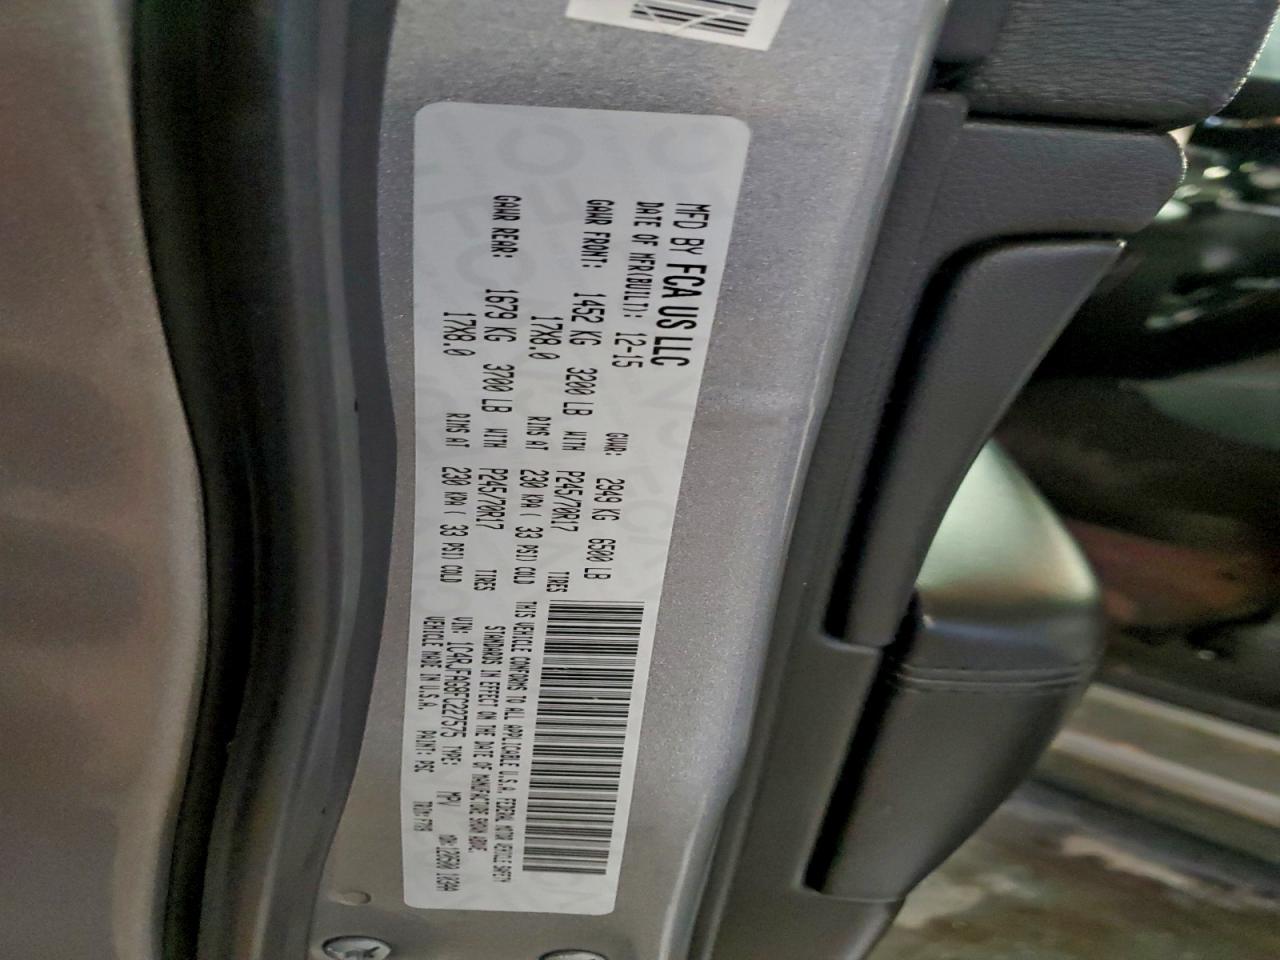 MFD BY FCA US LLC
DATE OF MFR(BUILT): 12-15 GVWR: 2949 KG 6500 LB
GAWR FRONT: 1452 KG 3200 LB WITH P245/70R17 TIRES
17X8.0 RIMS AT 230 KPA( 33 PSI) COLD
GAWR REAR: 1679 KG 3700 LB WITH P245/70R17 TIRES
17X8.0 RIMS AT 230 KPA( 33 PSI) COLD
THIS VEHICLE CONFORMS TO ALL APPLICABLE U.S.A. FEDERAL MOTOR VEHICLE SAFETY
STANDARDS IN EFFECT ON THE DATE OF MANUFACTURE SHOWN ABOVE.
VIN: 1C4RJFAG8FC227575 TYPE: MPV
VEHICLE MADE IN U.S.A. PAINT: PSC